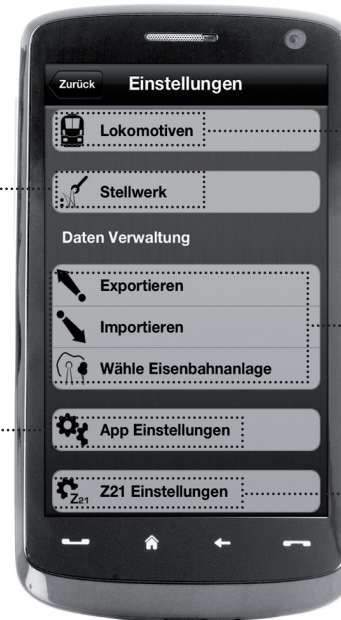 Zurück Einstellungen
Lokomotiven
Stellwerk
Daten Verwaltung
Exportieren
Importieren
Wähle Eisenbahnanlage
App Einstellungen
Z21 Z21 Einstellungen